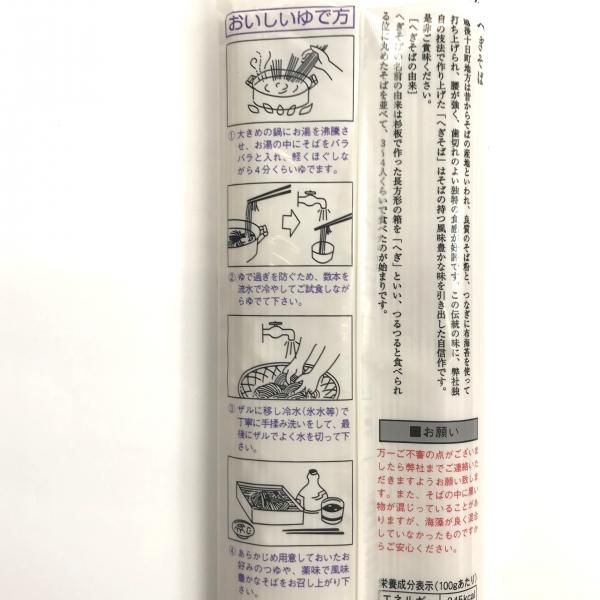 おいしいゆで方
① 大きめの鍋にお湯を沸騰さ
せ、お湯の中にそばをバラ
バラと入れ、軽くほぐしな
がら4分くらいゆでます。
② ゆで過ぎを防ぐため、数本を
流水で冷やしてご試食しなが
らゆでて下さい。
③ ザルに移し冷水(氷水等)で
丁寧に手揉み洗いをして、最
後にザルでよく水を切って下
さい。
④ あらかじめ用意しておいたお
好みのつゆや、薬味で風味
豊かなそばをお召し上がり下
さい。
へぎそば
越後十日町地方は昔からそばの産地といわれ、良質のそば粉と、つなぎに布海苔を使って
打ち上げられ、腰が強く、歯切れのよい独特の食感が好評です。この伝統の味に、弊社独
自の技法で作り上げた「へぎそば」はそばの持つ風味豊かな味を引き出した自信作です。
是非ご賞味ください。
[へぎそばの由来]
へぎそばの名前の由来は杉板で作った長方形の箱を「へぎ」といい、つるつると食べられ
る位に丸めたそばを並べて、3〜4人くらいで食べたのが始まりです。
■お願い
万一ご不審の点がございま
したら弊社までご連絡いた
だきますようお願い致しま
す。また、そばの中に黒い
物が混じっていることがあ
りますが、海藻が良く混合
していなかったものですか
らご安心ください。
栄養成分表示(100gあたり)
エネルギー 345kcal